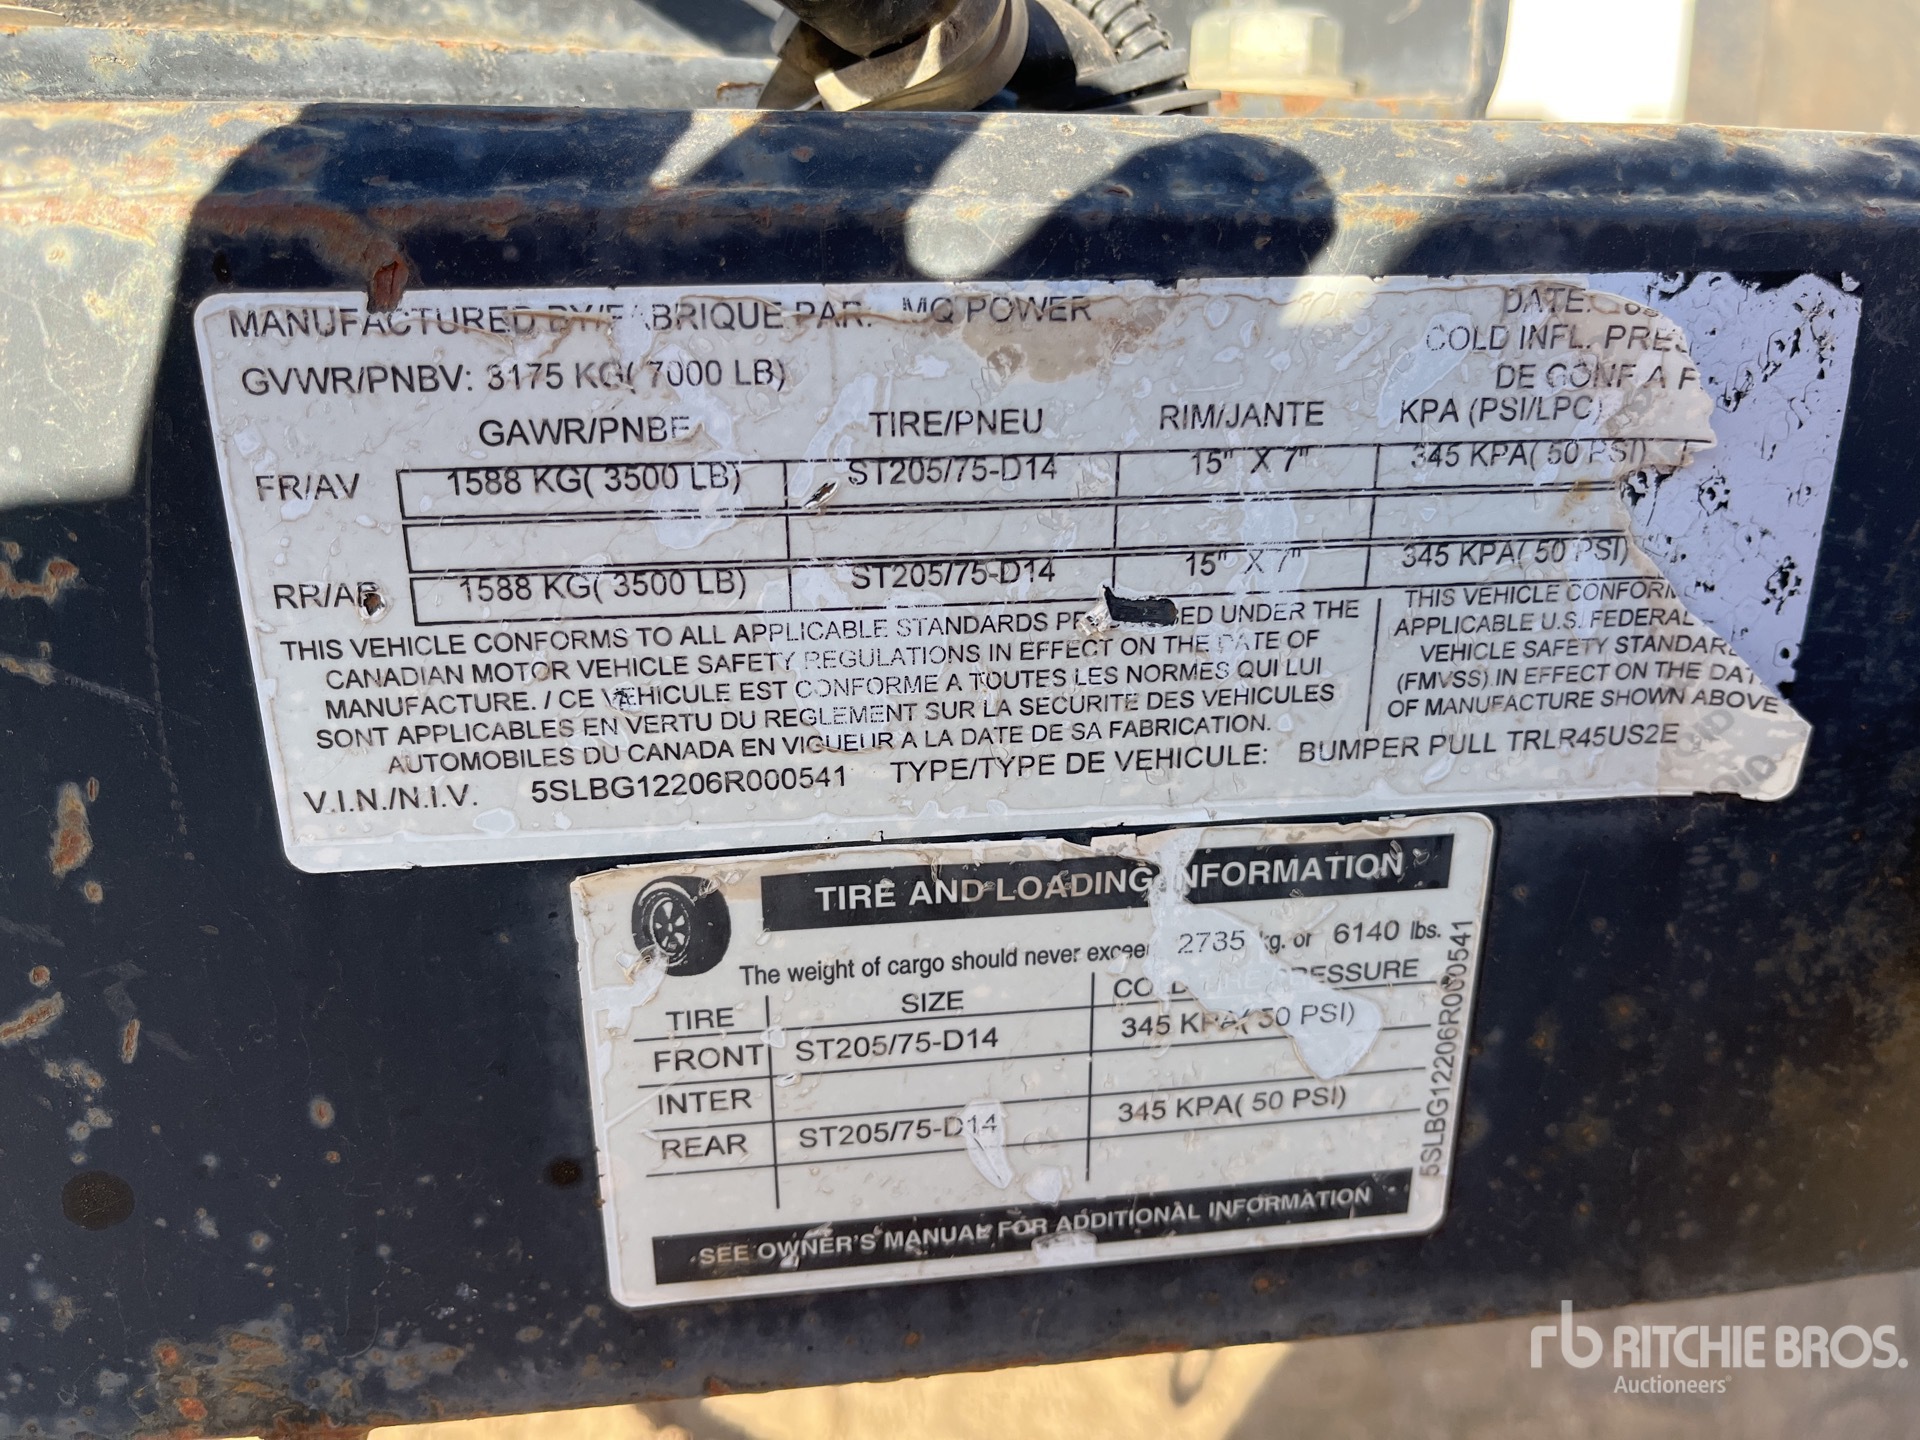 MANUFACTURED BY/FABRIQUE PAR: MQ POWER DATE:
GVWR/PNBV: 3175 KG( 7000 LB) COLD INFL.
DE GONF A
GAWR/PNBE TIRE/PNEU RIM/JANTE KPA (PSI/LPC)
FR/AV 1588 KG( 3500 LB) ST205/75-D14 15" X 7" 345 KPA( 50 PSI)
RR/AR 1588 KG( 3500 LB) ST205/75-D14 15" X 7" 345 KPA( 50 PSI)
THIS VEHICLE CONFORMS TO ALL APPLICABLE STANDARDS UNDER THE
CANADIAN MOTOR VEHICLE SAFETY REGULATIONS IN EFFECT ON THE DATE OF
MANUFACTURE. / CE VEHICULE EST CONFORME A TOUTES LES NORMES QUI LUI
SONT APPLICABLES EN VERTU DU REGLEMENT SUR LA SECURITE DES VEHICULES
AUTOMOBILES DU CANADA EN VIGUEUR A LA DATE DE SA FABRICATION.
THIS VEHICLE
APPLICABLE U.S. FEDERAL
VEHICLE SAFETY
(FMVSS) IN EFFECT ON THE
OF MANUFACTURE SHOWN ABOVE
V.I.N./N.I.V. 5SLBG12206R000541 TYPE/TYPE DE VEHICULE: BUMPER PULL TRLR45US2E
TIRE AND LOADING INFORMATION
The weight of cargo should never exceed 2735 kg. or 6140 lbs.
TIRE SIZE COLD TIRE PRESSURE
FRONT ST205/75-D14 345 KPA( 50 PSI)
INTER
REAR ST205/75-D14 345 KPA( 50 PSI)
SEE OWNER'S MANUAL FOR ADDITIONAL INFORMATION
5SLBG12206R000541
rb RITCHIE BROS.
Auctioneers